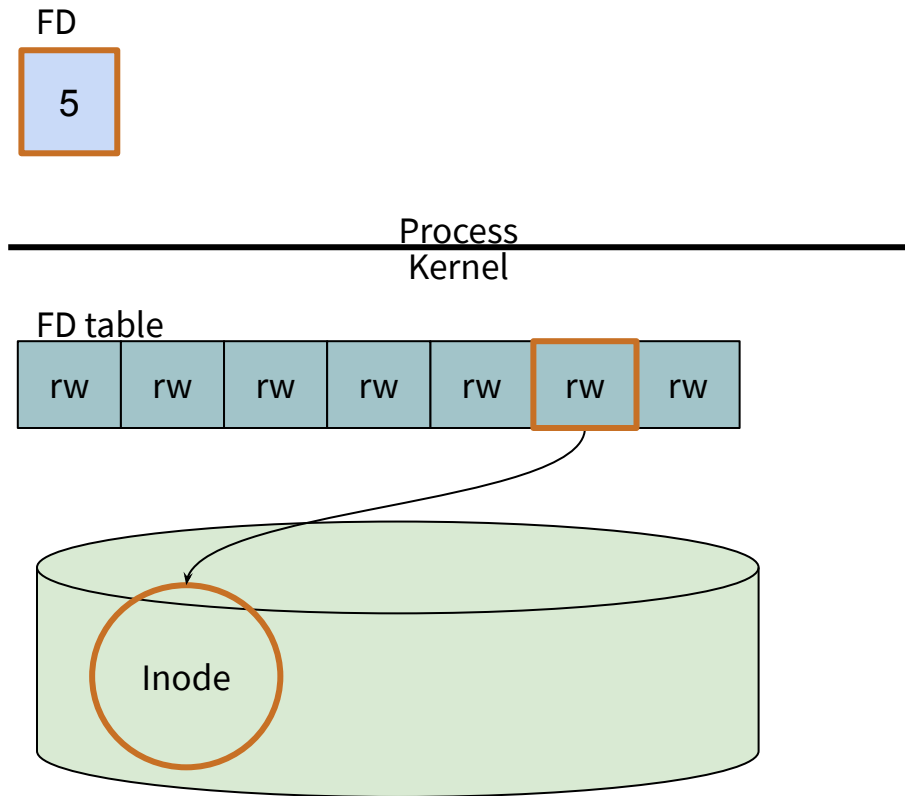 FD
5
Process
Kernel
FD table
rw rw rw rw rw rw rw
Inode